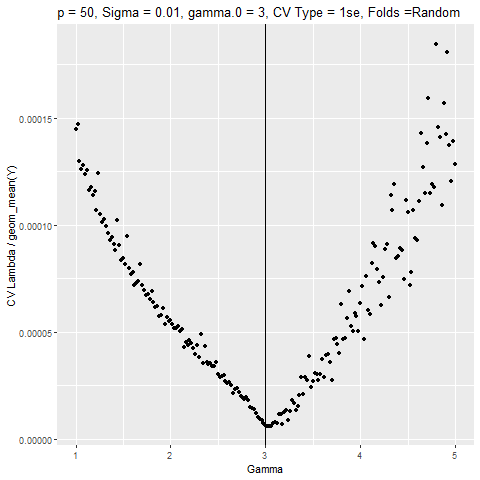 p = 50, Sigma = 0.01, gamma.0 = 3, CV Type = 1se, Folds =Random
CV Lambda / geom_mean(Y)
0.00015
0.00010
0.00005
0.00000
1 2 3 4 5
Gamma